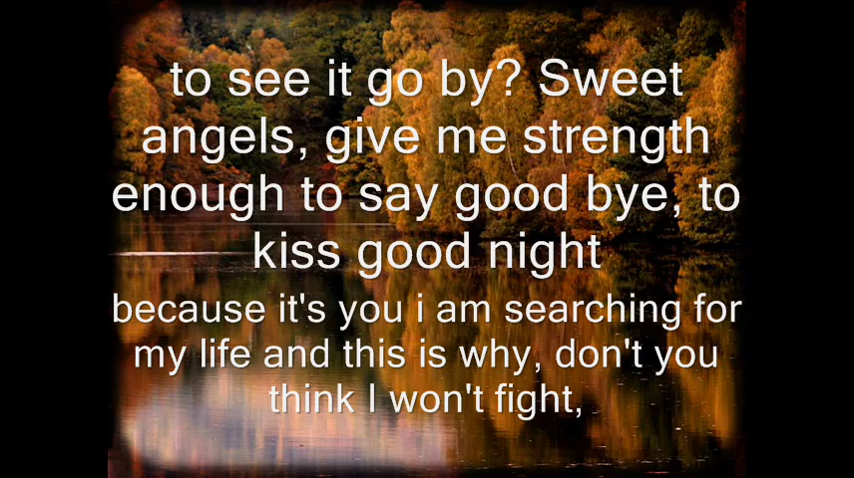 to see it go by? Sweet
angels, give me strength
enough to say good bye, to
kiss good night
because it's you i am searching for
my life and this is why, don't you
think I won't fight,